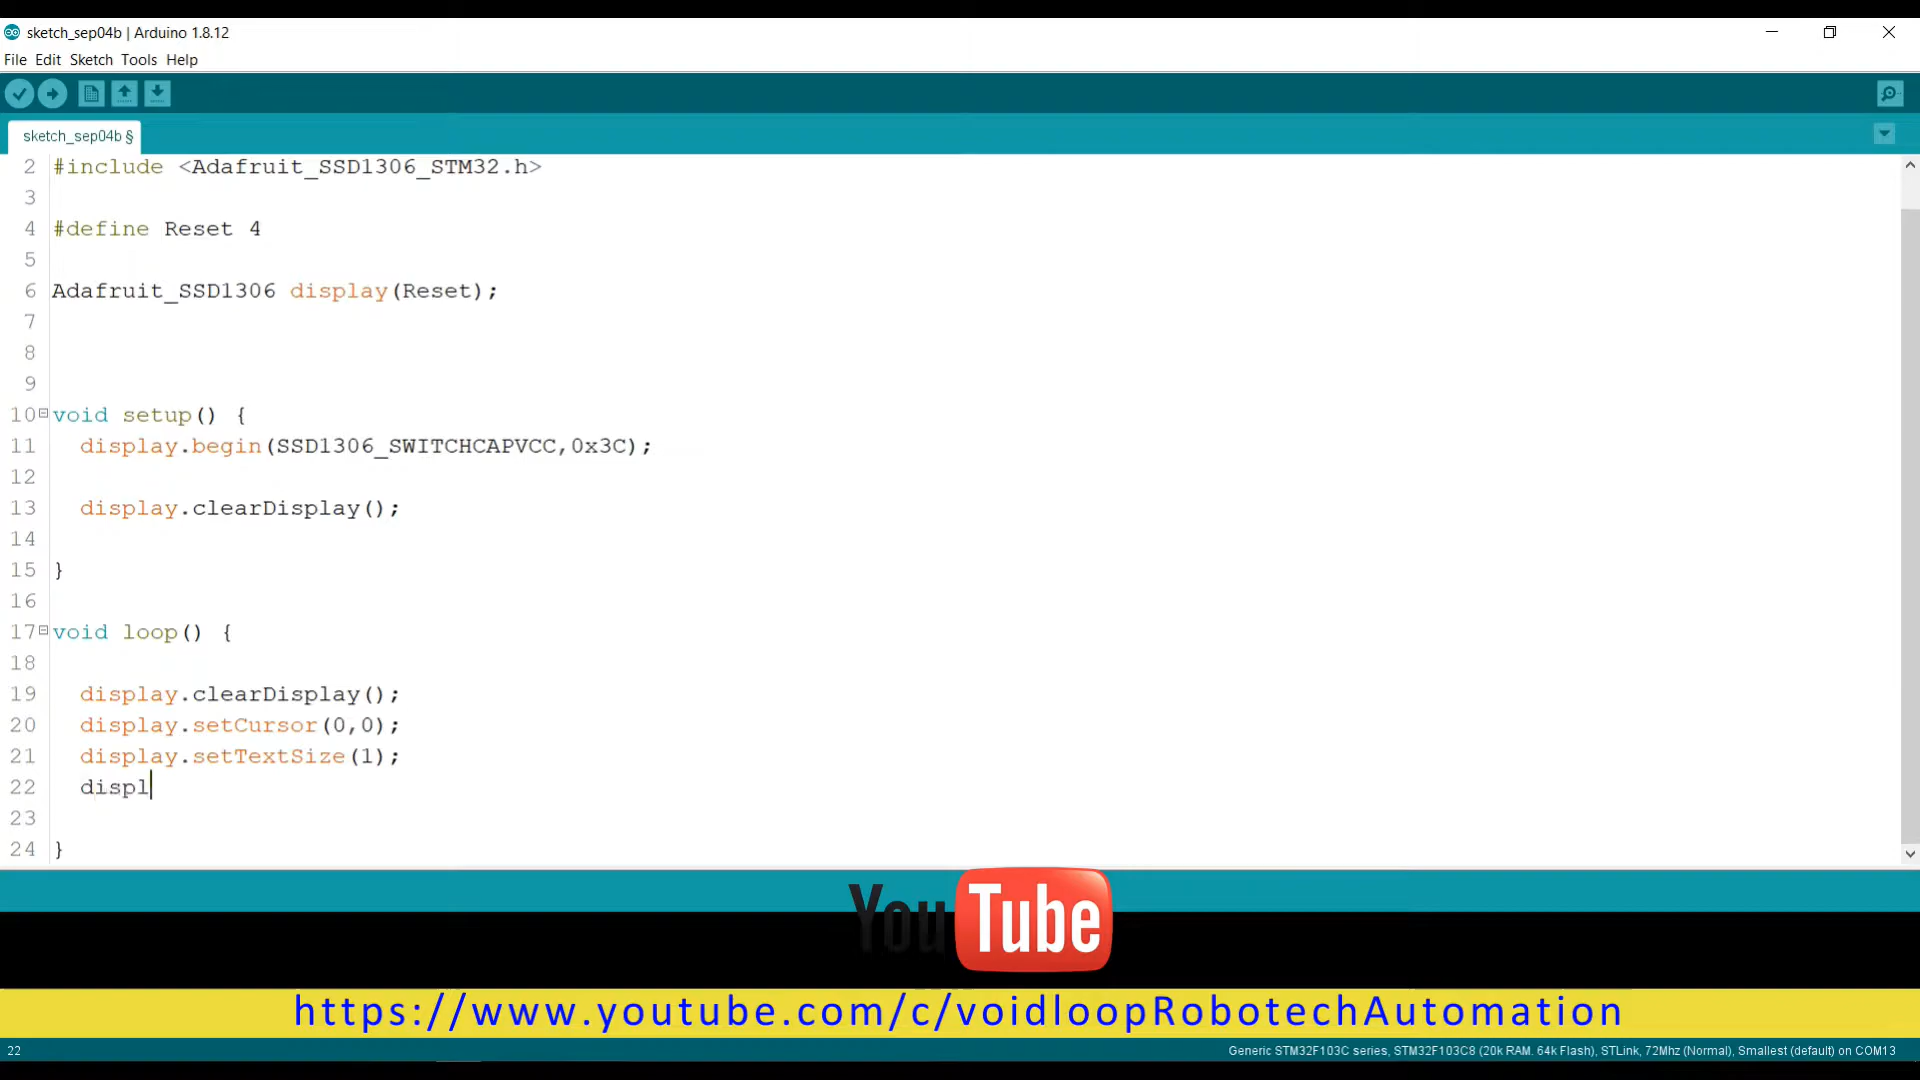 sketch_sep04b | Arduino 1.8.12
File Edit Sketch Tools Help
sketch_sep04b §
2 #include <Adafruit_SSD1306_STM32.h>
3
4 #define Reset 4
5
6 Adafruit_SSD1306 display(Reset);
7
8
9
10 void setup() {
11 display.begin(SSD1306_SWITCHCAPVCC,0x3C);
12
13 display.clearDisplay();
14
15 }
16
17 void loop() {
18
19 display.clearDisplay();
20 display.setCursor(0,0);
21 display.setTextSize(1);
22 displ
23
24 }
YouTube
https://www.youtube.com/c/voidloopRobotechAutomation
22 Generic STM32F103C series, STM32F103C8 (20k RAM. 64k Flash), STLink, 72Mhz (Normal), Smallest (default) on COM13